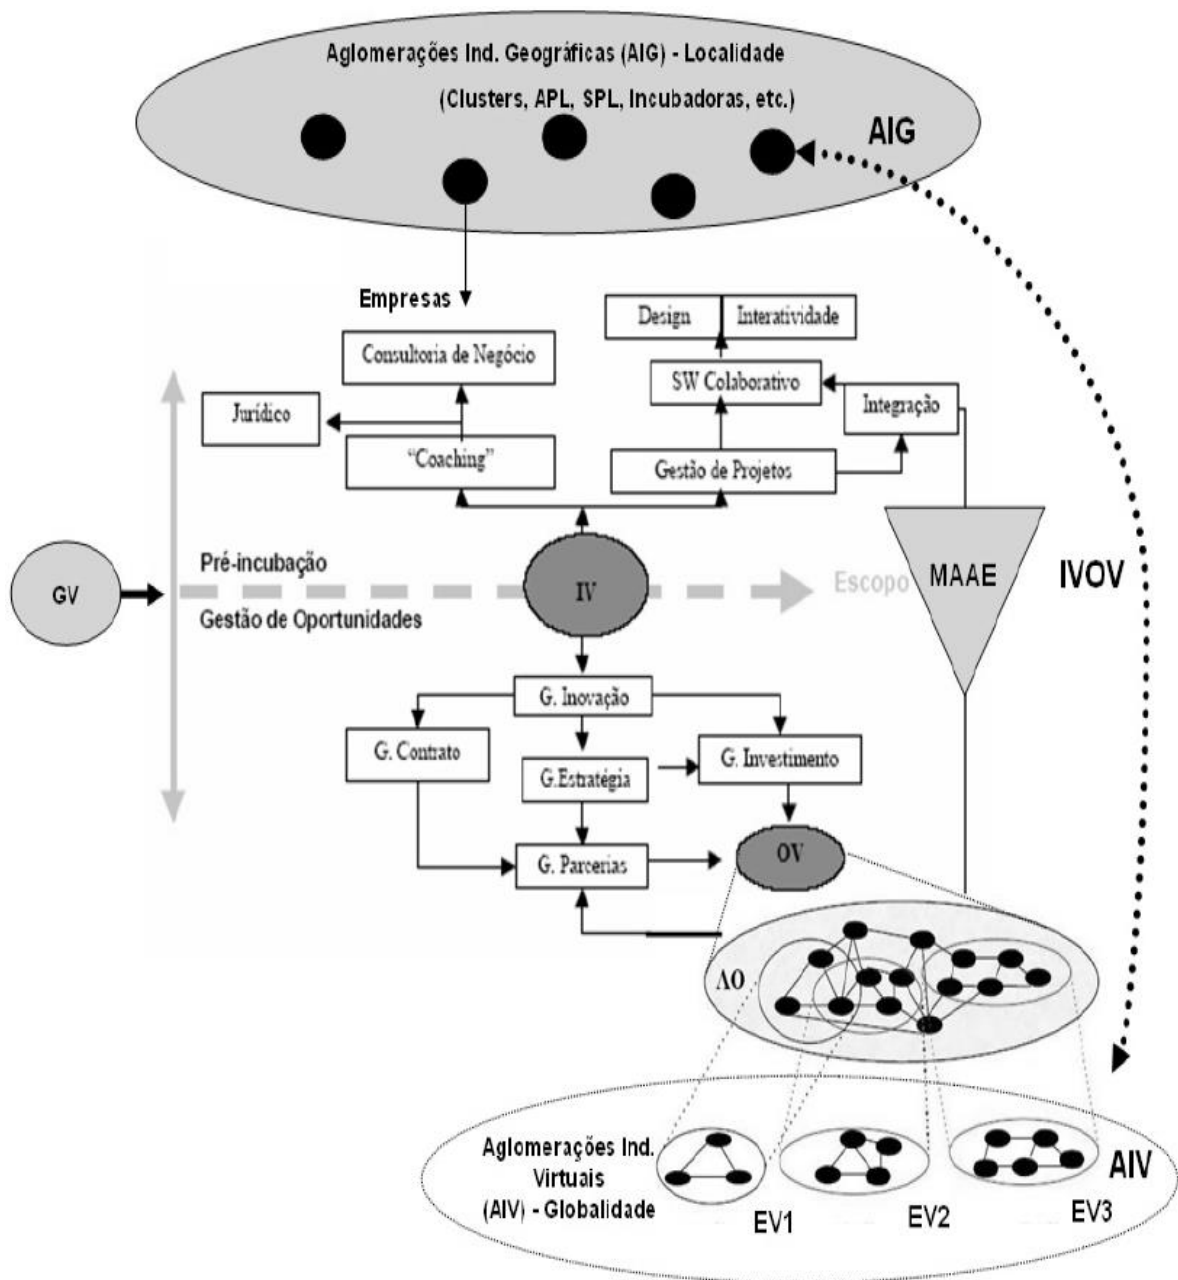 Aglomerações Ind. Geográficas (AIG) - Localidade
(Clusters, APL, SPL, Incubadoras, etc.)
AIG
Empresas
Design
Interatividade
Consultoria de Negócio
SW Colaborativo
Integração
Jurídico
“Coaching”
Gestão de Projetos
Pré-incubação
GV
IV
Escopo
MAAE
IVOV
Gestão de Oportunidades
G. Inovação
G. Contrato
G.Estratégia
G. Investimento
G. Parcerias
OV
ΛO
Aglomerações Ind.
Virtuais
(AIV) - Globalidade
AIV
EV1
EV2
EV3